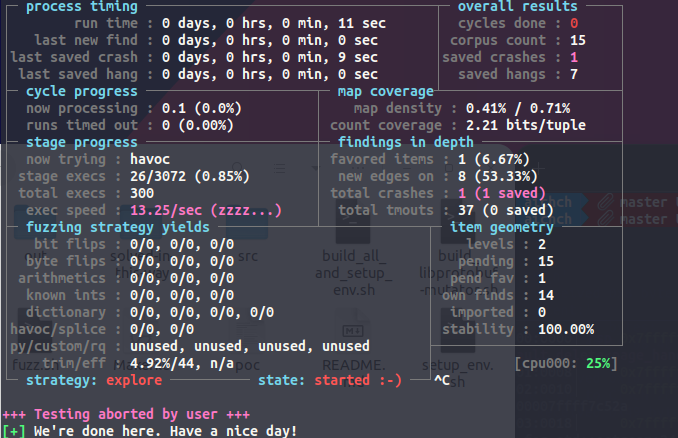 process timing overall results
run time : 0 days, 0 hrs, 0 min, 11 sec cycles done : 0
last new find : 0 days, 0 hrs, 0 min, 0 sec corpus count : 15
last saved crash : 0 days, 0 hrs, 0 min, 9 sec saved crashes : 1
last saved hang : 0 days, 0 hrs, 0 min, 0 sec saved hangs : 7
cycle progress map coverage
now processing : 0.1 (0.0%) map density : 0.41% / 0.71%
runs timed out : 0 (0.00%) count coverage : 2.21 bits/tuple
stage progress findings in depth
now trying : havoc favored items : 1 (6.67%)
stage execs : 26/3072 (0.85%) new edges on : 8 (53.33%)
total execs : 300 total crashes : 1 (1 saved)
exec speed : 13.25/sec (zzzz...) total tmouts : 37 (0 saved)
fuzzing strategy yields item geometry
bit flips : 0/0, 0/0, 0/0 levels : 2
byte flips : 0/0, 0/0, 0/0 pending : 15
arithmetics : 0/0, 0/0, 0/0 pend fav : 1
known ints : 0/0, 0/0, 0/0 own finds : 14
dictionary : 0/0, 0/0, 0/0, 0/0 imported : 0
havoc/splice : 0/0, 0/0 stability : 100.00%
py/custom/rq : unused, unused, unused, unused
trim/eff : 4.92%/44, n/a [cpu000: 25%]
strategy: explore state: started :-) ^C
+++ Testing aborted by user +++
[+] We're done here. Have a nice day!
master
master
src
build_all_
and_setup_
env.sh
README.
setup_env.
sh